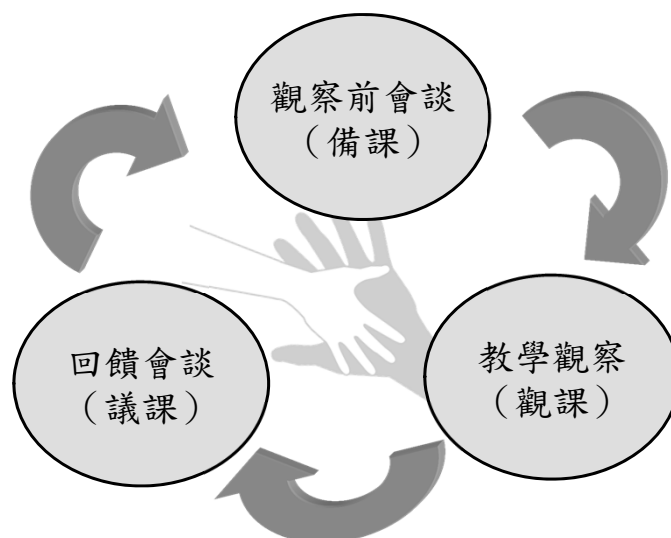 觀察前會談
（備課）
教學觀察
（觀課）
回饋會談
（議課）